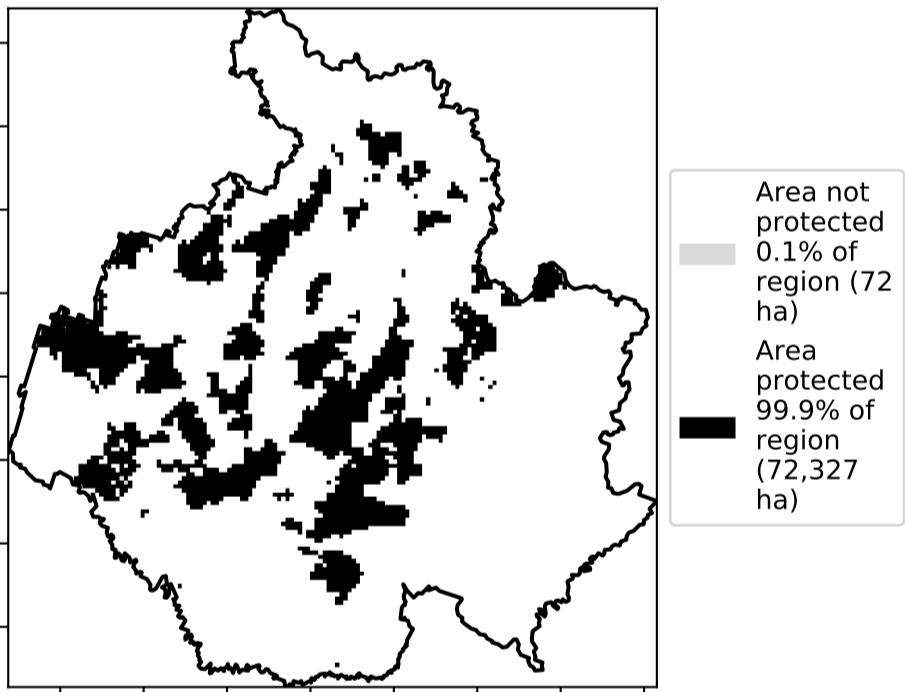 Area not
protected
0.1% of
region (72
ha)
Area
protected
99.9% of
region
(72,327
ha)